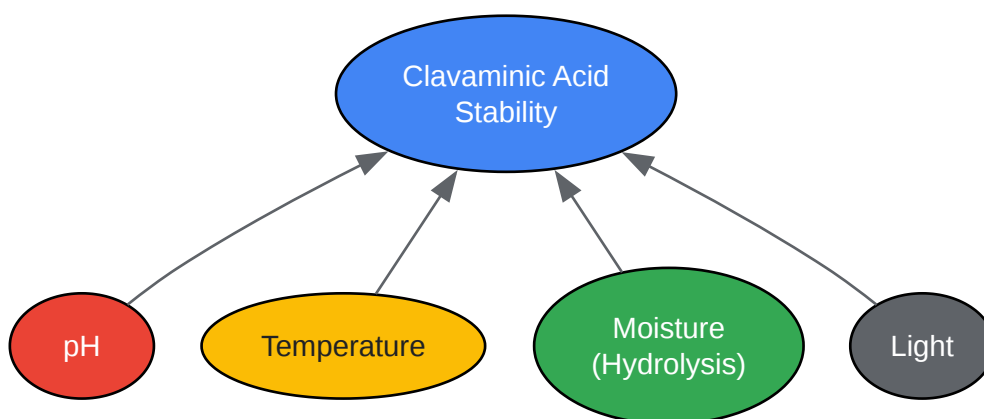 Clavaminic Acid
Stability
pH
Temperature
Moisture
(Hydrolysis)
Light